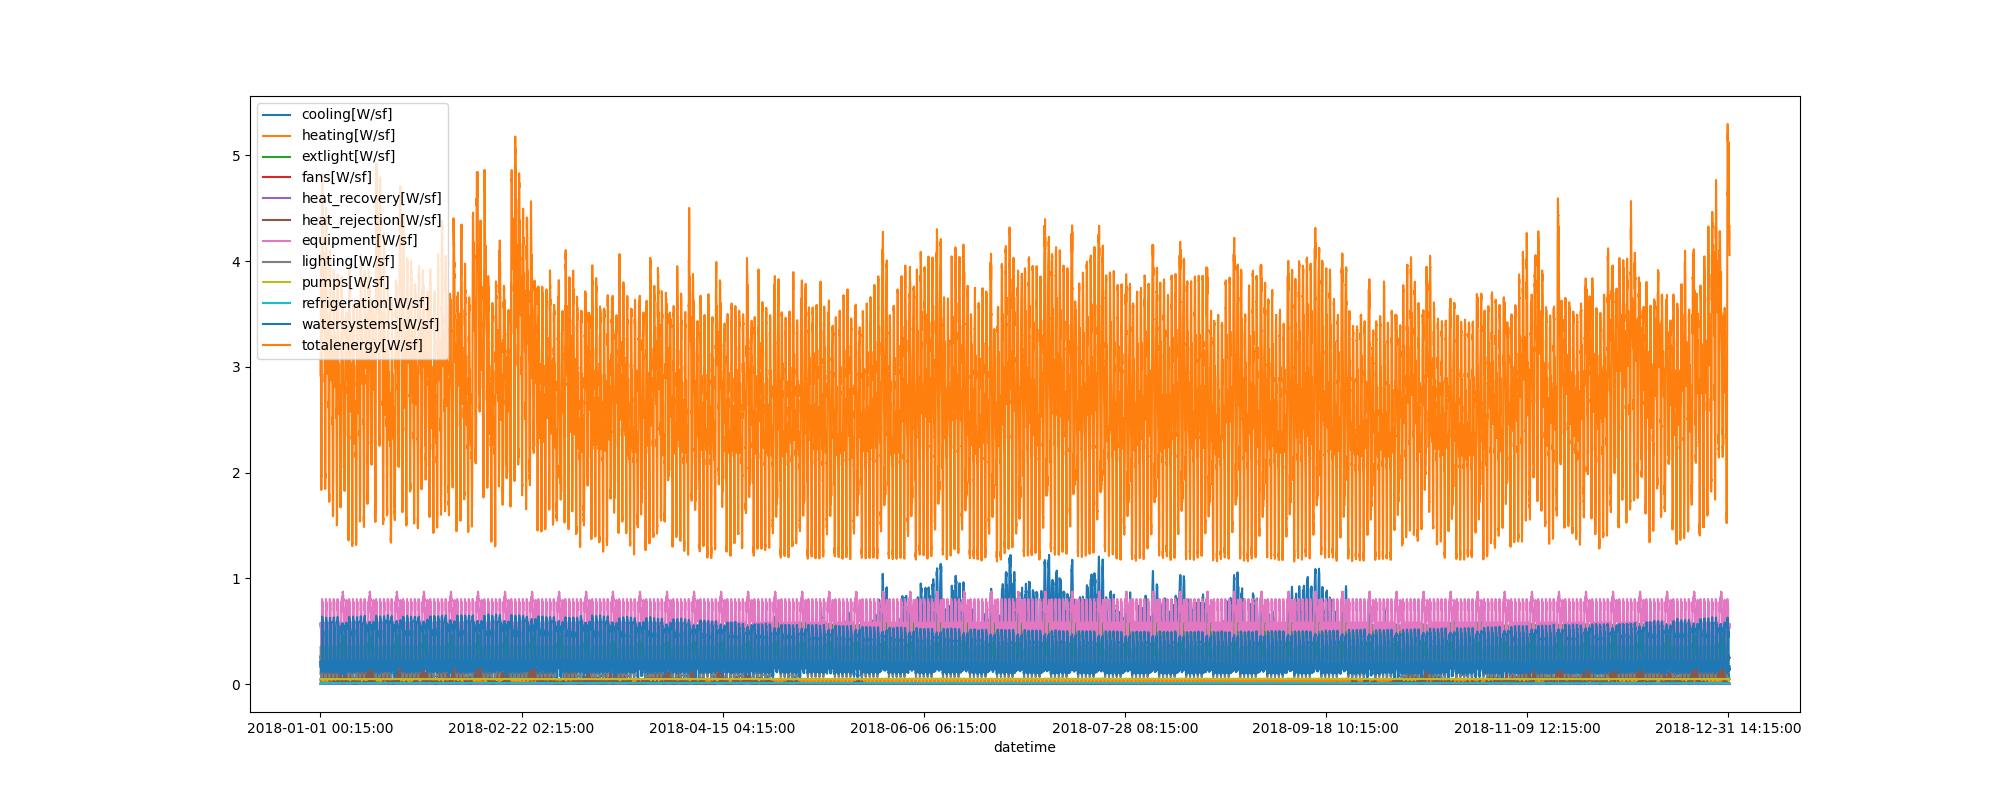 cooling[W/sf]
heating[W/sf]
extlight[W/sf]
fans[W/sf]
heat_recovery[W/sf]
heat_rejection[W/sf]
equipment[W/sf]
lighting[W/sf]
pumps[W/sf]
refrigeration[W/sf]
watersystems[W/sf]
totalenergy[W/sf]
5
4
3
2
1
0
2018-01-01 00:15:00 2018-02-22 02:15:00 2018-04-15 04:15:00 2018-06-06 06:15:00 2018-07-28 08:15:00 2018-09-18 10:15:00 2018-11-09 12:15:00 2018-12-31 14:15:00
datetime